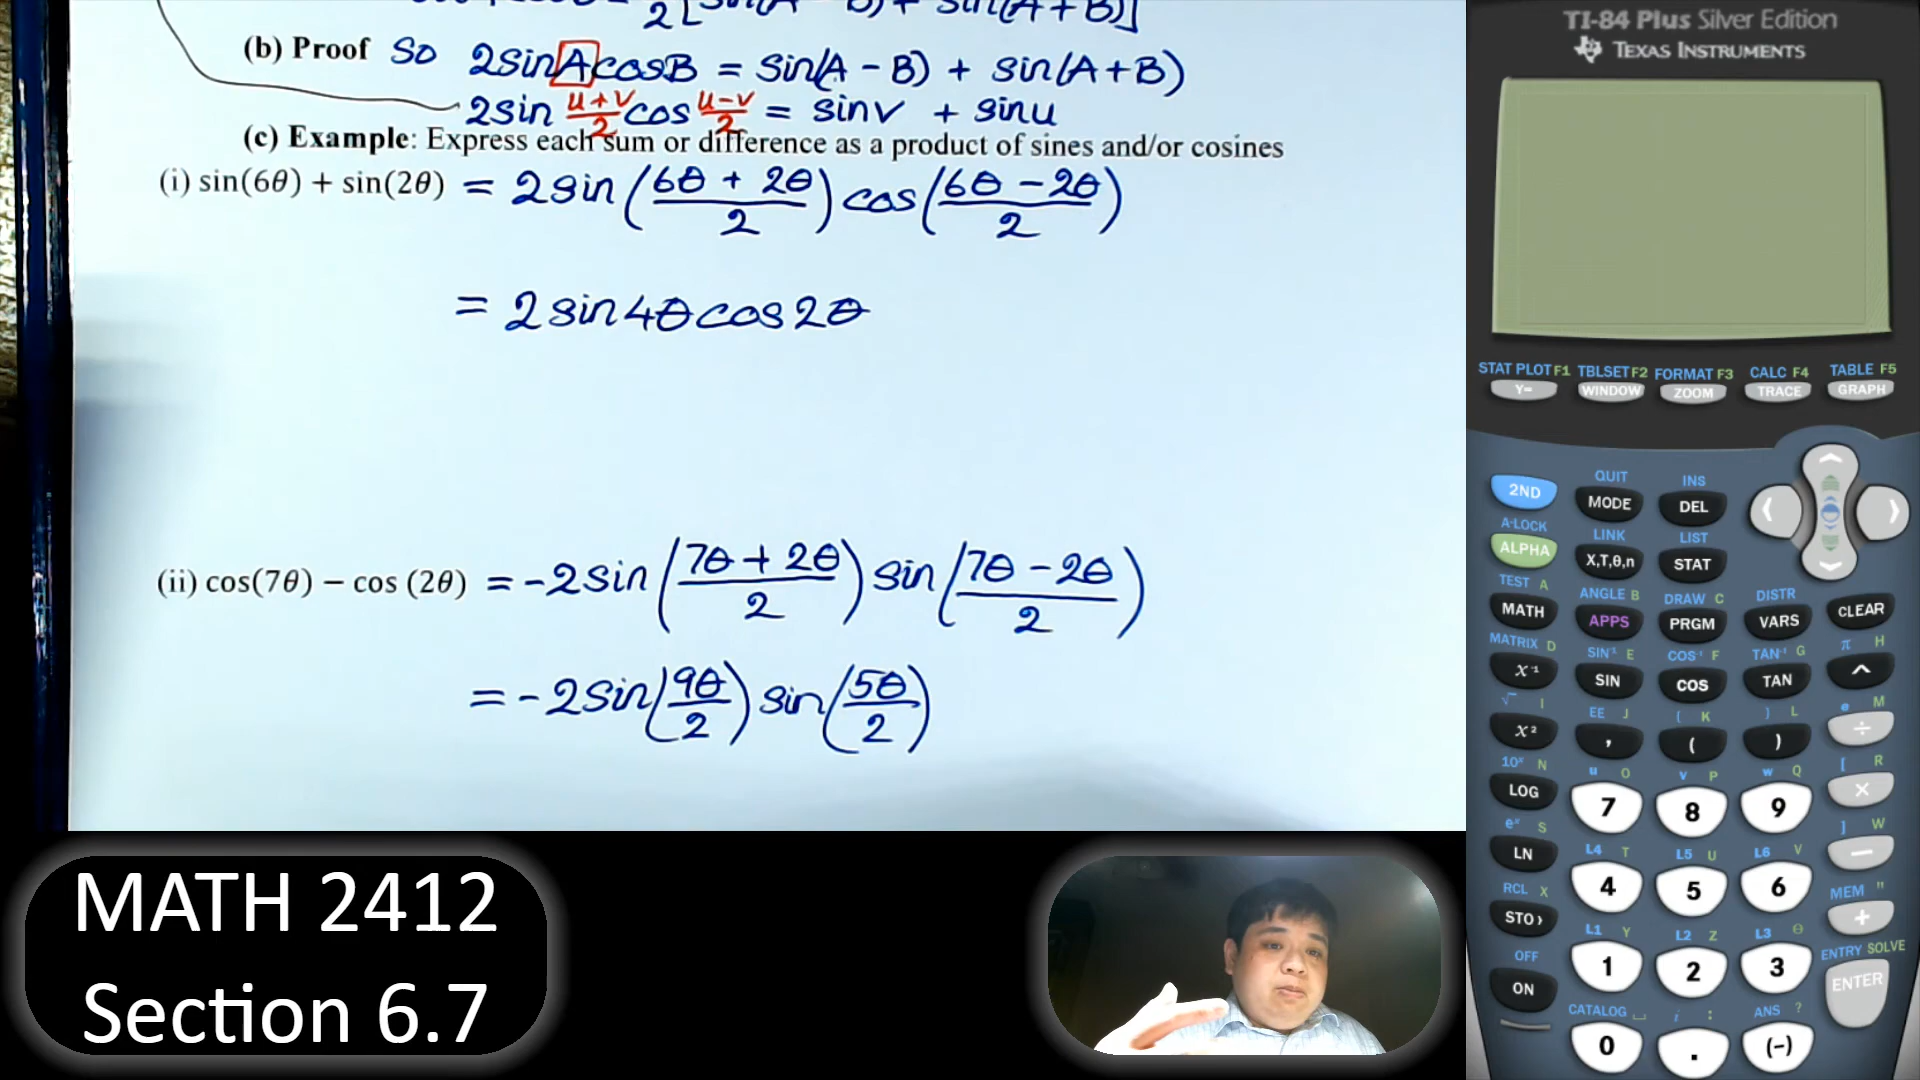 2[sin(A-B)+ sin(A+B)]
(b) Proof So 2sinAcosB = sin(A-B) + sin(A+B)
2sin (u+v)/2 cos (u-v)/2 = sinv + sinu
(c) Example: Express each sum or difference as a product of sines and/or cosines
(i) sin(6θ) + sin(2θ) = 2sin((6θ + 2θ)/2) cos((6θ - 2θ)/2)
= 2sin4θcos2θ
(ii) cos(7θ) − cos (2θ) = -2sin((7θ + 2θ)/2) sin((7θ - 2θ)/2)
= -2sin(9θ/2) sin(5θ/2)
MATH 2412
Section 6.7
TI-84 Plus Silver Edition
TEXAS INSTRUMENTS
STAT PLOT F1 TBLSET F2 FORMAT F3 CALC F4 TABLE F5
Y= WINDOW ZOOM TRACE GRAPH
QUIT INS
2ND MODE DEL
A-LOCK LINK LIST
ALPHA X,T,θ,n STAT
TEST A ANGLE B DRAW C DISTR
MATH APPS PRGM VARS CLEAR
MATRIX D SIN⁻¹ E COS⁻¹ F TAN⁻¹ G π H
X⁻¹ SIN COS TAN ^
√ I EE J { K } L e M
X² , ( ) ÷
10ˣ N u O v P w Q [ R
LOG 7 8 9 ×
eˣ S L4 T L5 U L6 V ] W
LN 4 5 6 −
RCL X L1 Y L2 Z L3 θ MEM "
STO› 1 2 3 +
OFF ENTRY SOLVE
ON ENTER
CATALOG i : ANS ?
0 . (−)